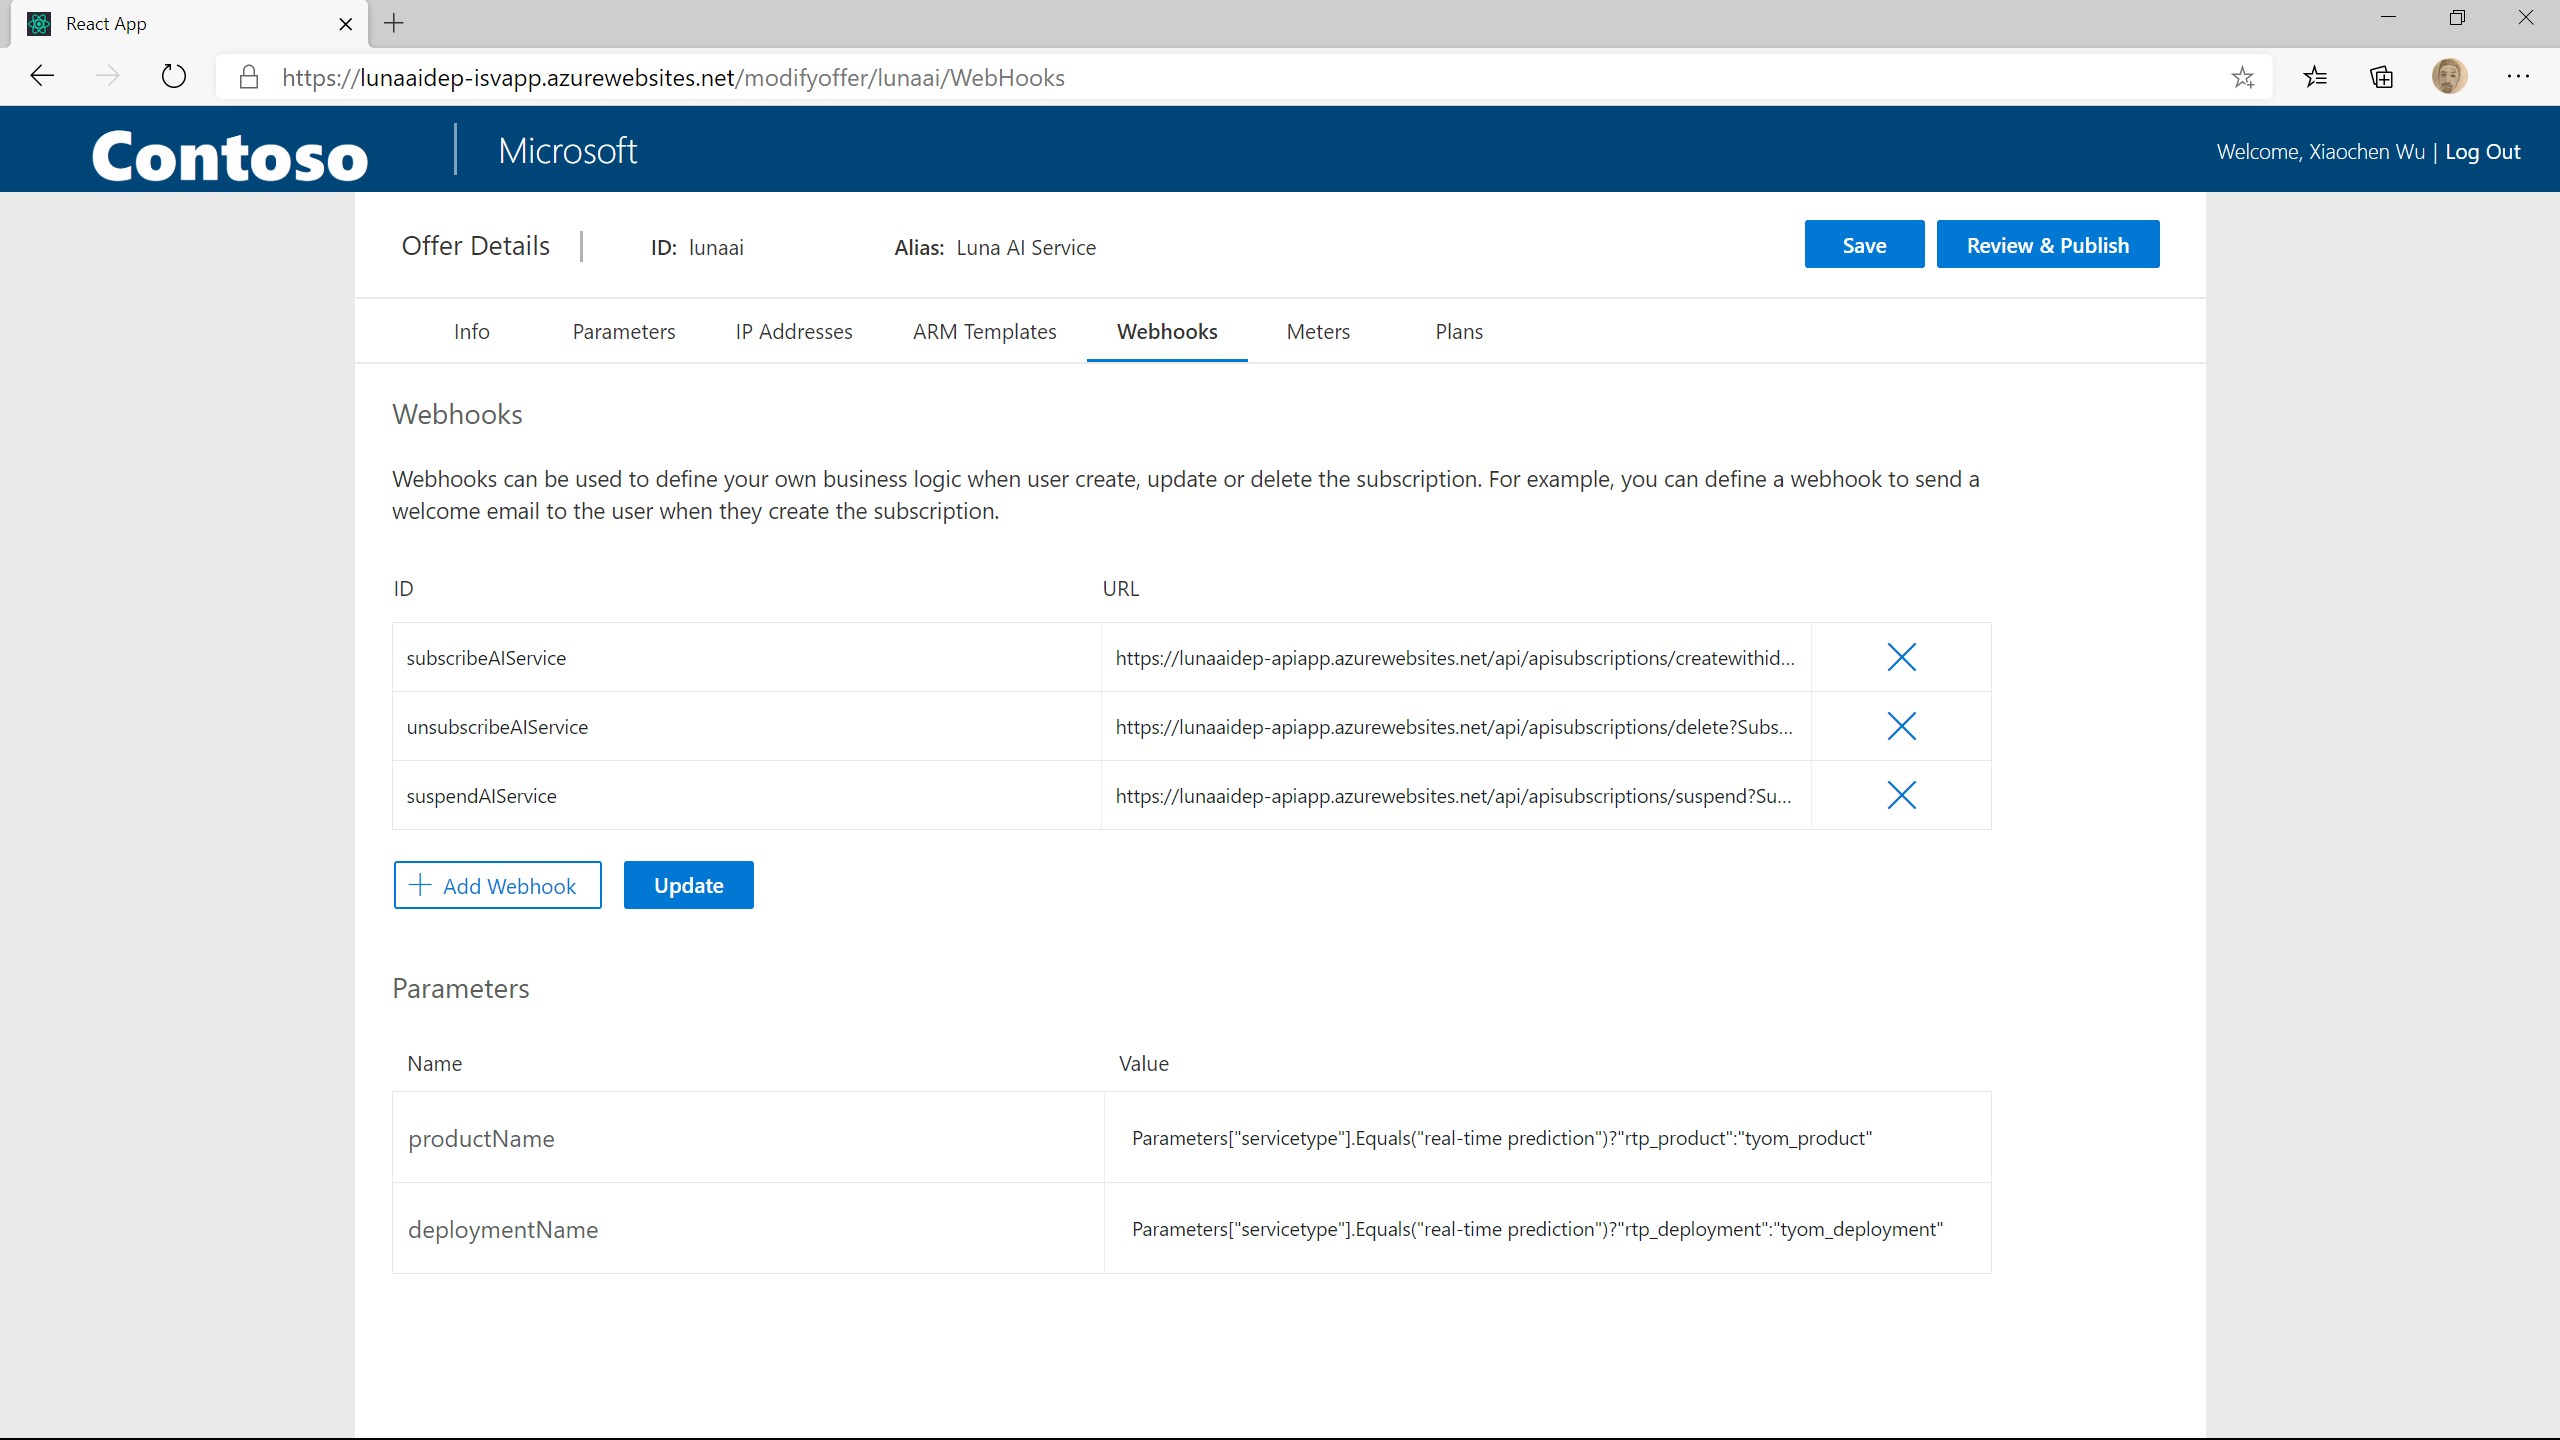 React App
https://lunaaidep-isvapp.azurewebsites.net/modifyoffer/lunaai/WebHooks
Contoso
Microsoft
Welcome, Xiaochen Wu | Log Out
Offer Details
ID: lunaai
Alias: Luna AI Service
Save
Review & Publish
Info
Parameters
IP Addresses
ARM Templates
Webhooks
Meters
Plans
Webhooks
Webhooks can be used to define your own business logic when user create, update or delete the subscription. For example, you can define a webhook to send a
welcome email to the user when they create the subscription.
ID
URL
subscribeAIService
https://lunaaidep-apiapp.azurewebsites.net/api/apisubscriptions/createwithid...
unsubscribeAIService
https://lunaaidep-apiapp.azurewebsites.net/api/apisubscriptions/delete?Subs...
suspendAIService
https://lunaaidep-apiapp.azurewebsites.net/api/apisubscriptions/suspend?Su...
Add Webhook
Update
Parameters
Name
Value
productName
Parameters["servicetype"].Equals("real-time prediction")?"rtp_product":"tyom_product"
deploymentName
Parameters["servicetype"].Equals("real-time prediction")?"rtp_deployment":"tyom_deployment"